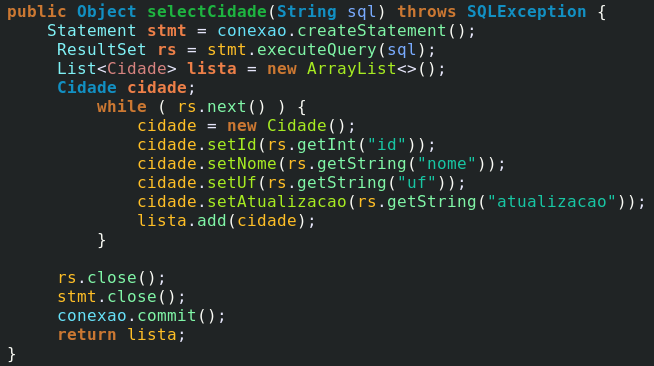 public Object selectCidade(String sql) throws SQLException {
    Statement stmt = conexao.createStatement();
     ResultSet rs = stmt.executeQuery(sql);
     List<Cidade> lista = new ArrayList<>();
     Cidade cidade;
         while ( rs.next() ) {
             cidade = new Cidade();
             cidade.setId(rs.getInt("id"));
             cidade.setNome(rs.getString("nome"));
             cidade.setUf(rs.getString("uf"));
             cidade.setAtualizacao(rs.getString("atualizacao"));
             lista.add(cidade);
         }

     rs.close();
     stmt.close();
     conexao.commit();
     return lista;
}